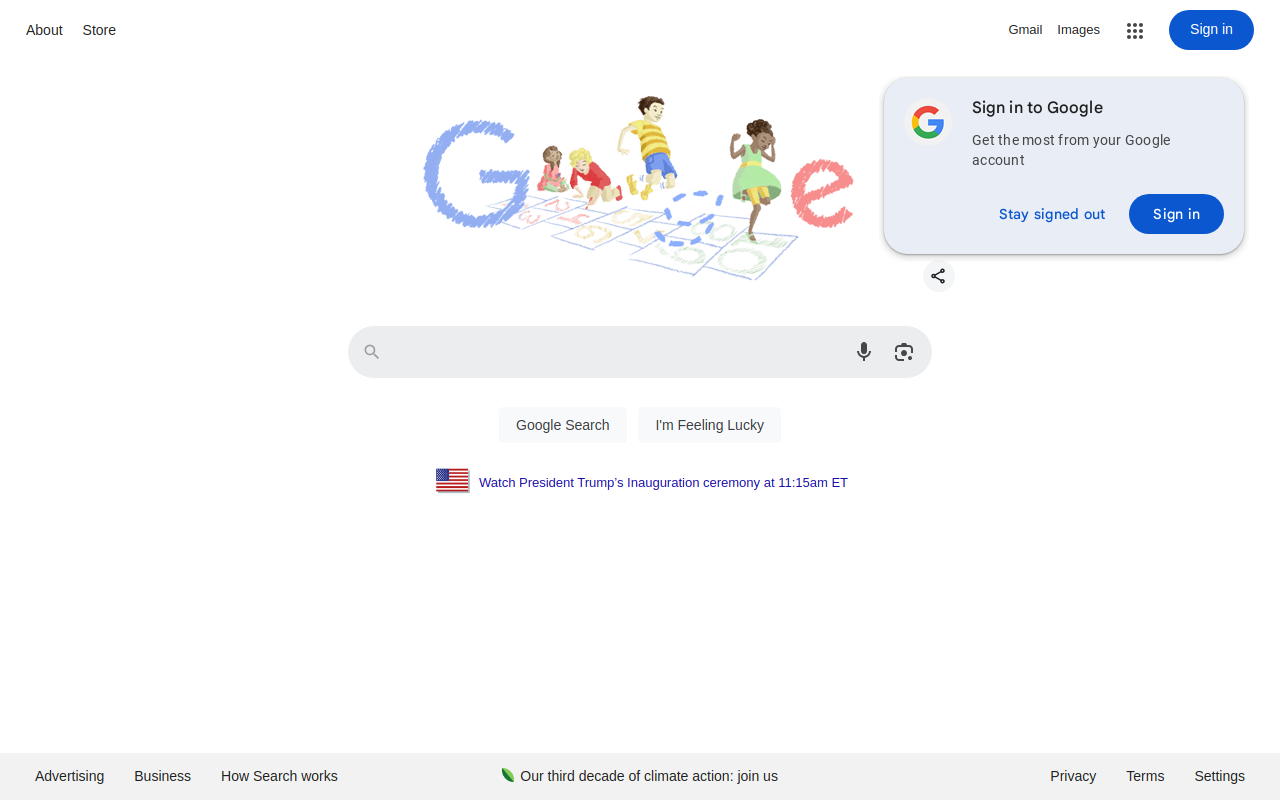 About Store
Gmail Images
Sign in
Sign in to Google
Get the most from your Google
account
Stay signed out
Sign in
Google Search
I'm Feeling Lucky
Watch President Trump's Inauguration ceremony at 11:15am ET
Advertising Business How Search works
Our third decade of climate action: join us
Privacy Terms Settings